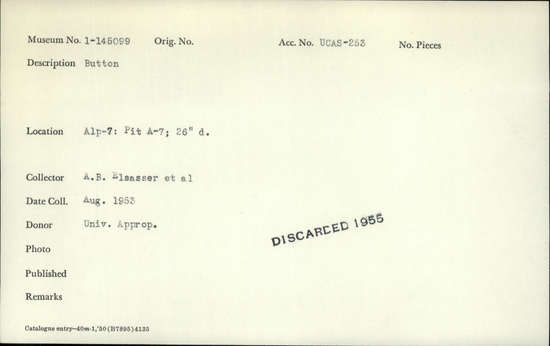 Museum No. 1-145099 Orig. No. Acc. No. UCAS-253 No. Pieces
Description Button
Location Alp-7: Pit A-7; 26" d.
Collector A.B. Elsasser et al
Date Coll. Aug. 1953
Donor Univ. Approp.
DISCARDED 1955
Photo
Published
Remarks
Catalogue entry—40m-1,'50(B7895)4135